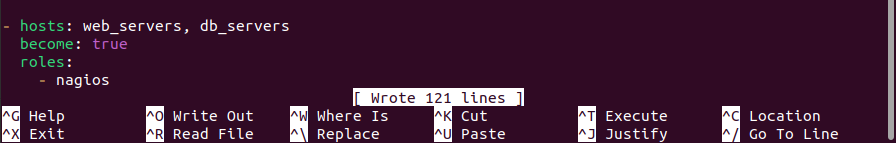 - hosts: web_servers, db_servers
  become: true
  roles:
    - nagios
[ Wrote 121 lines ]
^G Help ^O Write Out ^W Where Is ^K Cut ^T Execute ^C Location
^X Exit ^R Read File ^\ Replace ^U Paste ^J Justify ^/ Go To Line